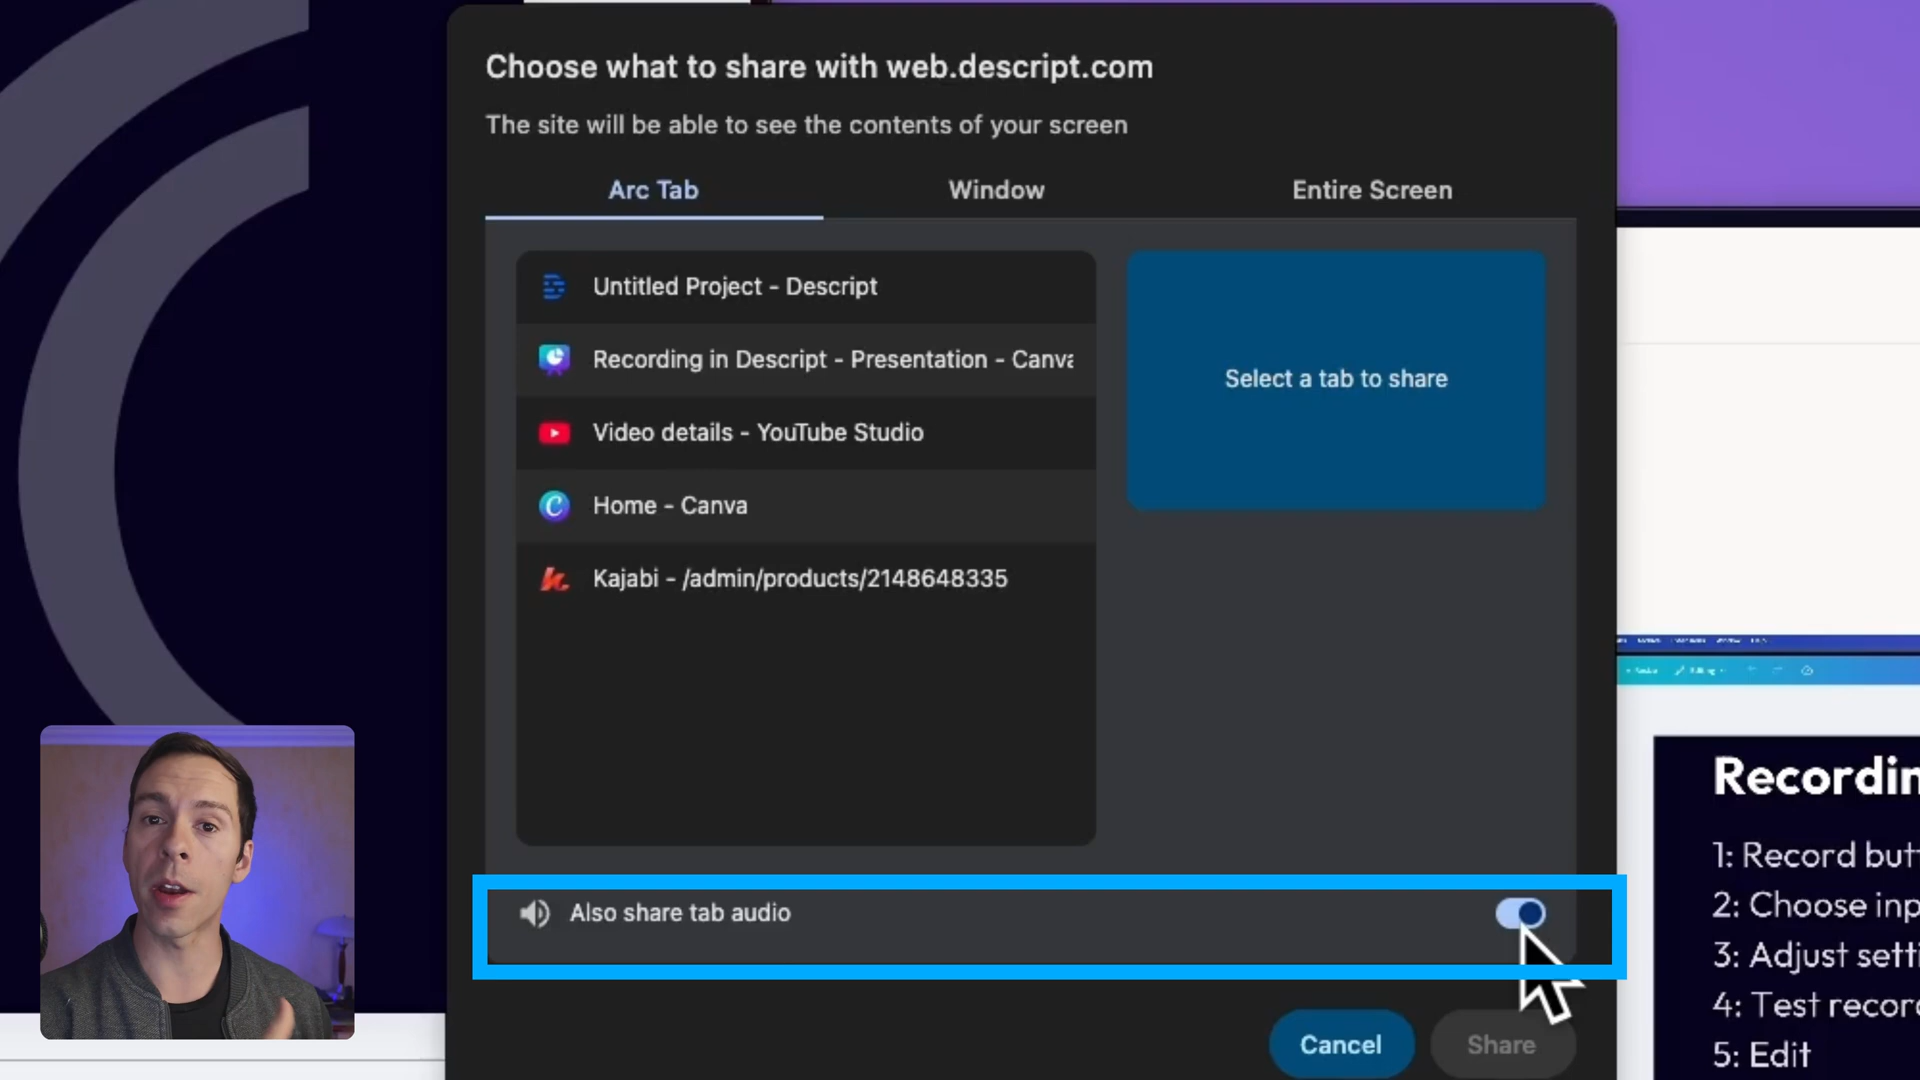 Choose what to share with web.descript.com
The site will be able to see the contents of your screen
Arc Tab
Window
Entire Screen
Untitled Project - Descript
Recording in Descript - Presentation - Canva
Video details - YouTube Studio
Home - Canva
Kajabi - /admin/products/2148648335
Select a tab to share
Also share tab audio
Cancel
Share
Recordin
1: Record but
2: Choose inp
3: Adjust setti
4: Test recor
5: Edit